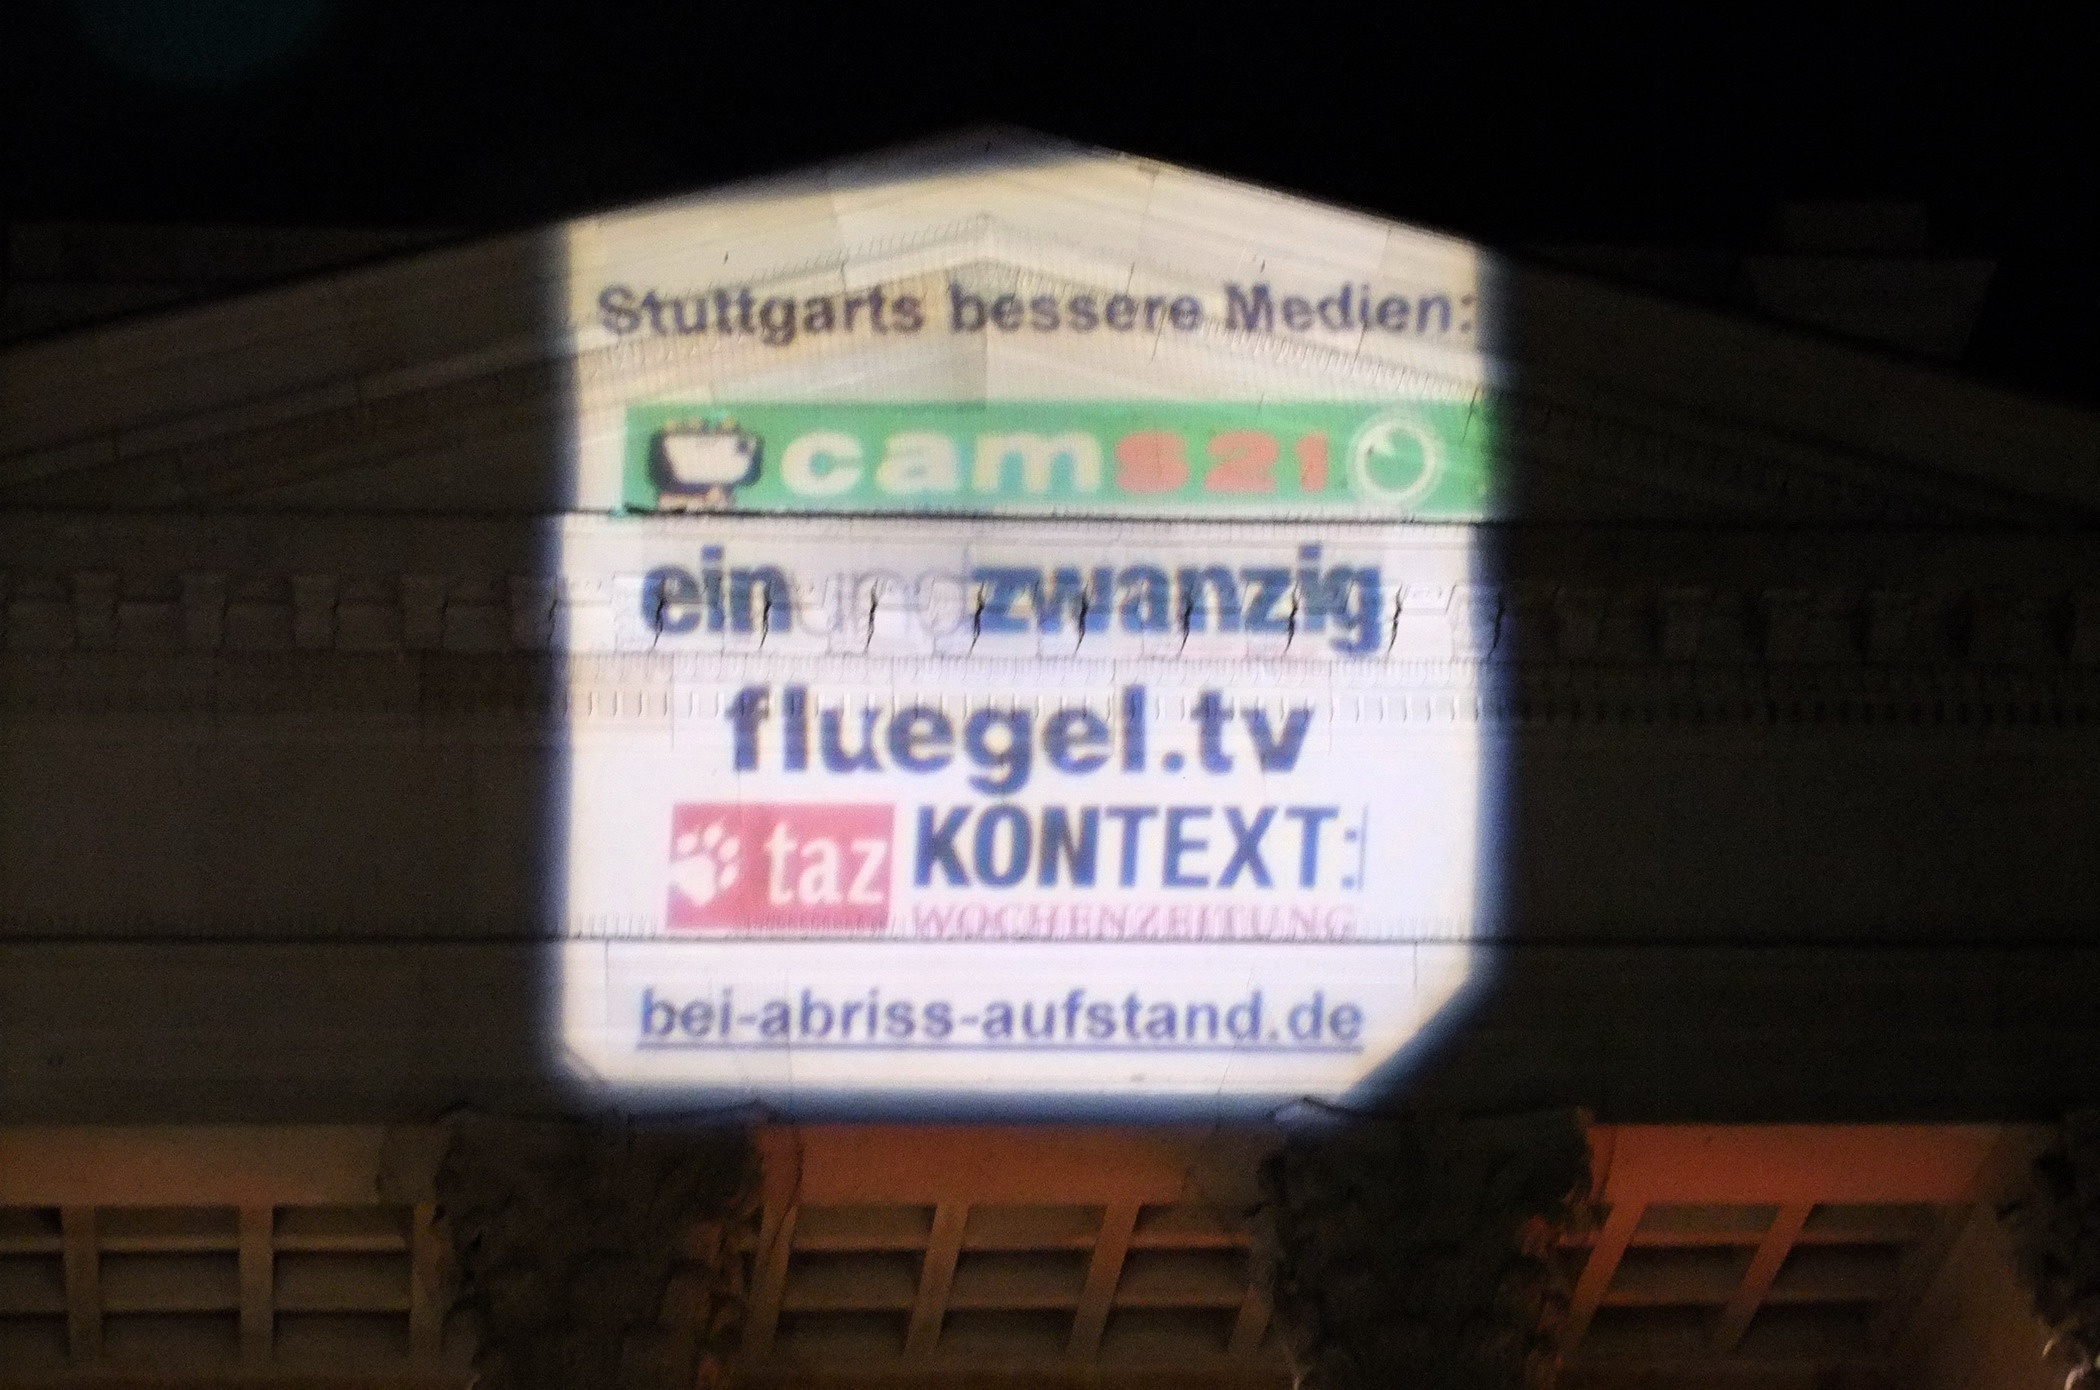 Stuttgarts bessere Medien:
cams21
einundzwanzig
fluegel.tv
taz KONTEXT:
WOCHENZEITUNG
bei-abriss-aufstand.de